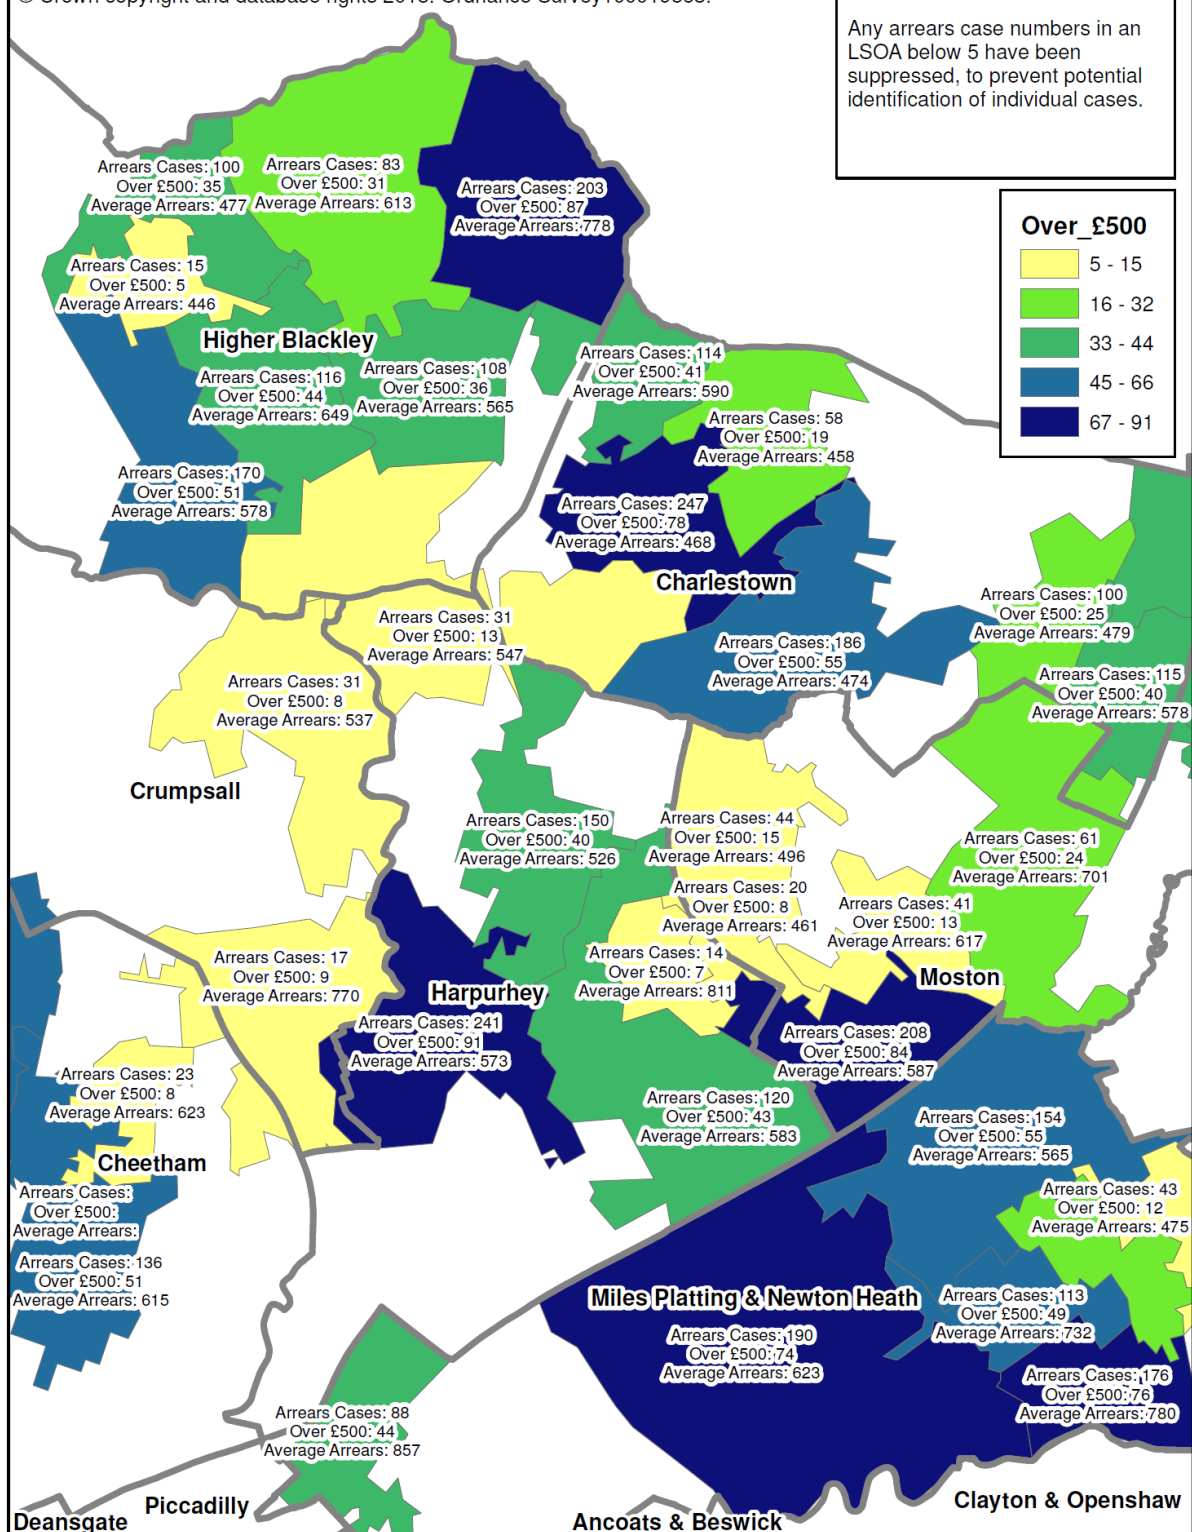 Any arrears case numbers in an
LSOA below 5 have been
suppressed, to prevent potential
identification of individual cases.
Over_£500
5 - 15
16 - 32
33 - 44
45 - 66
67 - 91
Arrears Cases: 100
Over £500: 35
Average Arrears: 477
Arrears Cases: 83
Over £500: 31
Average Arrears: 613
Arrears Cases: 203
Over £500: 87
Average Arrears: 778
Arrears Cases: 15
Over £500: 5
Average Arrears: 446
Higher Blackley
Arrears Cases: 116
Over £500: 44
Average Arrears: 649
Arrears Cases: 108
Over £500: 36
Average Arrears: 565
Arrears Cases: 114
Over £500: 41
Average Arrears: 590
Arrears Cases: 58
Over £500: 19
Average Arrears: 458
Arrears Cases: 170
Over £500: 51
Average Arrears: 578
Arrears Cases: 247
Over £500: 78
Average Arrears: 468
Charlestown
Arrears Cases: 100
Over £500: 25
Average Arrears: 479
Arrears Cases: 31
Over £500: 13
Average Arrears: 547
Arrears Cases: 186
Over £500: 55
Average Arrears: 474
Arrears Cases: 115
Over £500: 40
Average Arrears: 578
Arrears Cases: 31
Over £500: 8
Average Arrears: 537
Crumpsall
Arrears Cases: 150
Over £500: 40
Average Arrears: 526
Arrears Cases: 44
Over £500: 15
Average Arrears: 496
Arrears Cases: 61
Over £500: 24
Average Arrears: 701
Arrears Cases: 20
Over £500: 8
Average Arrears: 461
Arrears Cases: 41
Over £500: 13
Average Arrears: 617
Arrears Cases: 17
Over £500: 9
Average Arrears: 770
Arrears Cases: 14
Over £500: 7
Average Arrears: 811
Moston
Harpurhey
Arrears Cases: 241
Over £500: 91
Average Arrears: 573
Arrears Cases: 208
Over £500: 84
Average Arrears: 587
Arrears Cases: 23
Over £500: 8
Average Arrears: 623
Arrears Cases: 120
Over £500: 43
Average Arrears: 583
Arrears Cases: 154
Over £500: 55
Average Arrears: 565
Cheetham
Arrears Cases:
Over £500:
Average Arrears:
Arrears Cases: 43
Over £500: 12
Average Arrears: 475
Arrears Cases: 136
Over £500: 51
Average Arrears: 615
Miles Platting & Newton Heath
Arrears Cases: 190
Over £500: 74
Average Arrears: 623
Arrears Cases: 113
Over £500: 49
Average Arrears: 732
Arrears Cases: 176
Over £500: 76
Average Arrears: 780
Arrears Cases: 88
Over £500: 44
Average Arrears: 857
Piccadilly
Clayton & Openshaw
Deansgate
Ancoats & Beswick